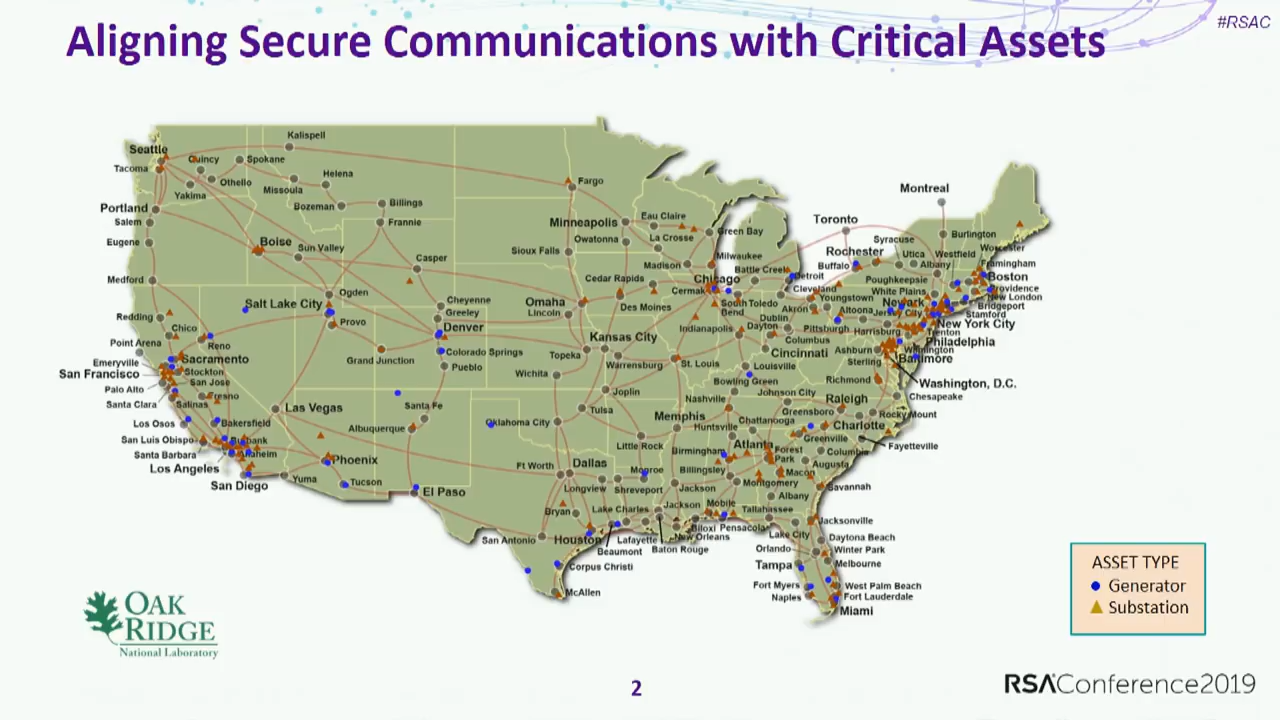 #RSAC
Aligning Secure Communications with Critical Assets
Kalispell
Seattle
Quincy
Spokane
Tacoma
Othello
Helena
Yakima
Missoula
Fargo
Montreal
Portland
Bozeman
Billings
Salem
Frannie
Minneapolis
Eau Claire
Toronto
Eugene
Boise
Sun Valley
Owatonna
La Crosse
Green Bay
Burlington
Syracuse
Worcester
Sioux Falls
Casper
Milwaukee
Rochester
Utica
Westfield
Framingham
Madison
Battle Creek
Buffalo
Albany
Boston
Medford
Cedar Rapids
Chicago
Detroit
Poughkeepsie
Providence
Ogden
Cermak
Cleveland
White Plains
New London
Salt Lake City
Cheyenne
Omaha
Des Moines
South Bend
Toledo
Youngstown
Newark
Bridgeport
Redding
Greeley
Lincoln
Akron
Altoona
Jersey City
Stamford
Chico
Provo
Denver
Kansas City
Indianapolis
Dayton
Dublin
Pittsburgh
Harrisburg
Trenton
New York City
Point Arena
Reno
Columbus
Philadelphia
Emeryville
Sacramento
Grand Junction
Colorado Springs
Topeka
Warrensburg
St. Louis
Cincinnati
Ashburn
Wilmington
San Francisco
Stockton
Pueblo
Wichita
Louisville
Sterling
Baltimore
Palo Alto
San Jose
Joplin
Bowling Green
Richmond
Washington, D.C.
Santa Clara
Salinas
Fresno
Las Vegas
Santa Fe
Tulsa
Nashville
Johnson City
Raleigh
Chesapeake
Los Osos
Bakersfield
Albuquerque
Oklahoma City
Memphis
Huntsville
Chattanooga
Greensboro
Charlotte
Rocky Mount
San Luis Obispo
Burbank
Little Rock
Birmingham
Atlanta
Greenville
Fayetteville
Santa Barbara
Anaheim
Phoenix
Ft Worth
Dallas
Monroe
Billingsley
Forest Park
Columbia
Los Angeles
Augusta
San Diego
Yuma
Tucson
El Paso
Longview
Shreveport
Jackson
Montgomery
Macon
Savannah
Bryan
Lake Charles
Jackson
Mobile
Tallahassee
Albany
San Antonio
Houston
Lafayette
New Orleans
Biloxi
Pensacola
Lake City
Jacksonville
Beaumont
Baton Rouge
Orlando
Daytona Beach
Winter Park
Corpus Christi
Tampa
Melbourne
McAllen
Fort Myers
West Palm Beach
Naples
Fort Lauderdale
Miami
ASSET TYPE
Generator
Substation
OAK
RIDGE
National Laboratory
2
RSAConference2019